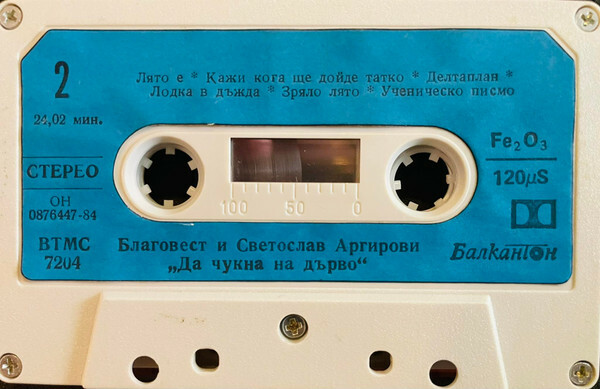 2
Лято е * Кажи кога ще дойде татко * Делтаплан *
Лодка в дъжда * Зряло лято * Ученическо писмо
24,02 мин.
СТЕРЕО
ОН
0876447-84
ВТМС
7204
Fe₂O₃
120µS
100 50 0
Благовест и Светослав Аргирови
„Да чукна на дърво“
Балкантон